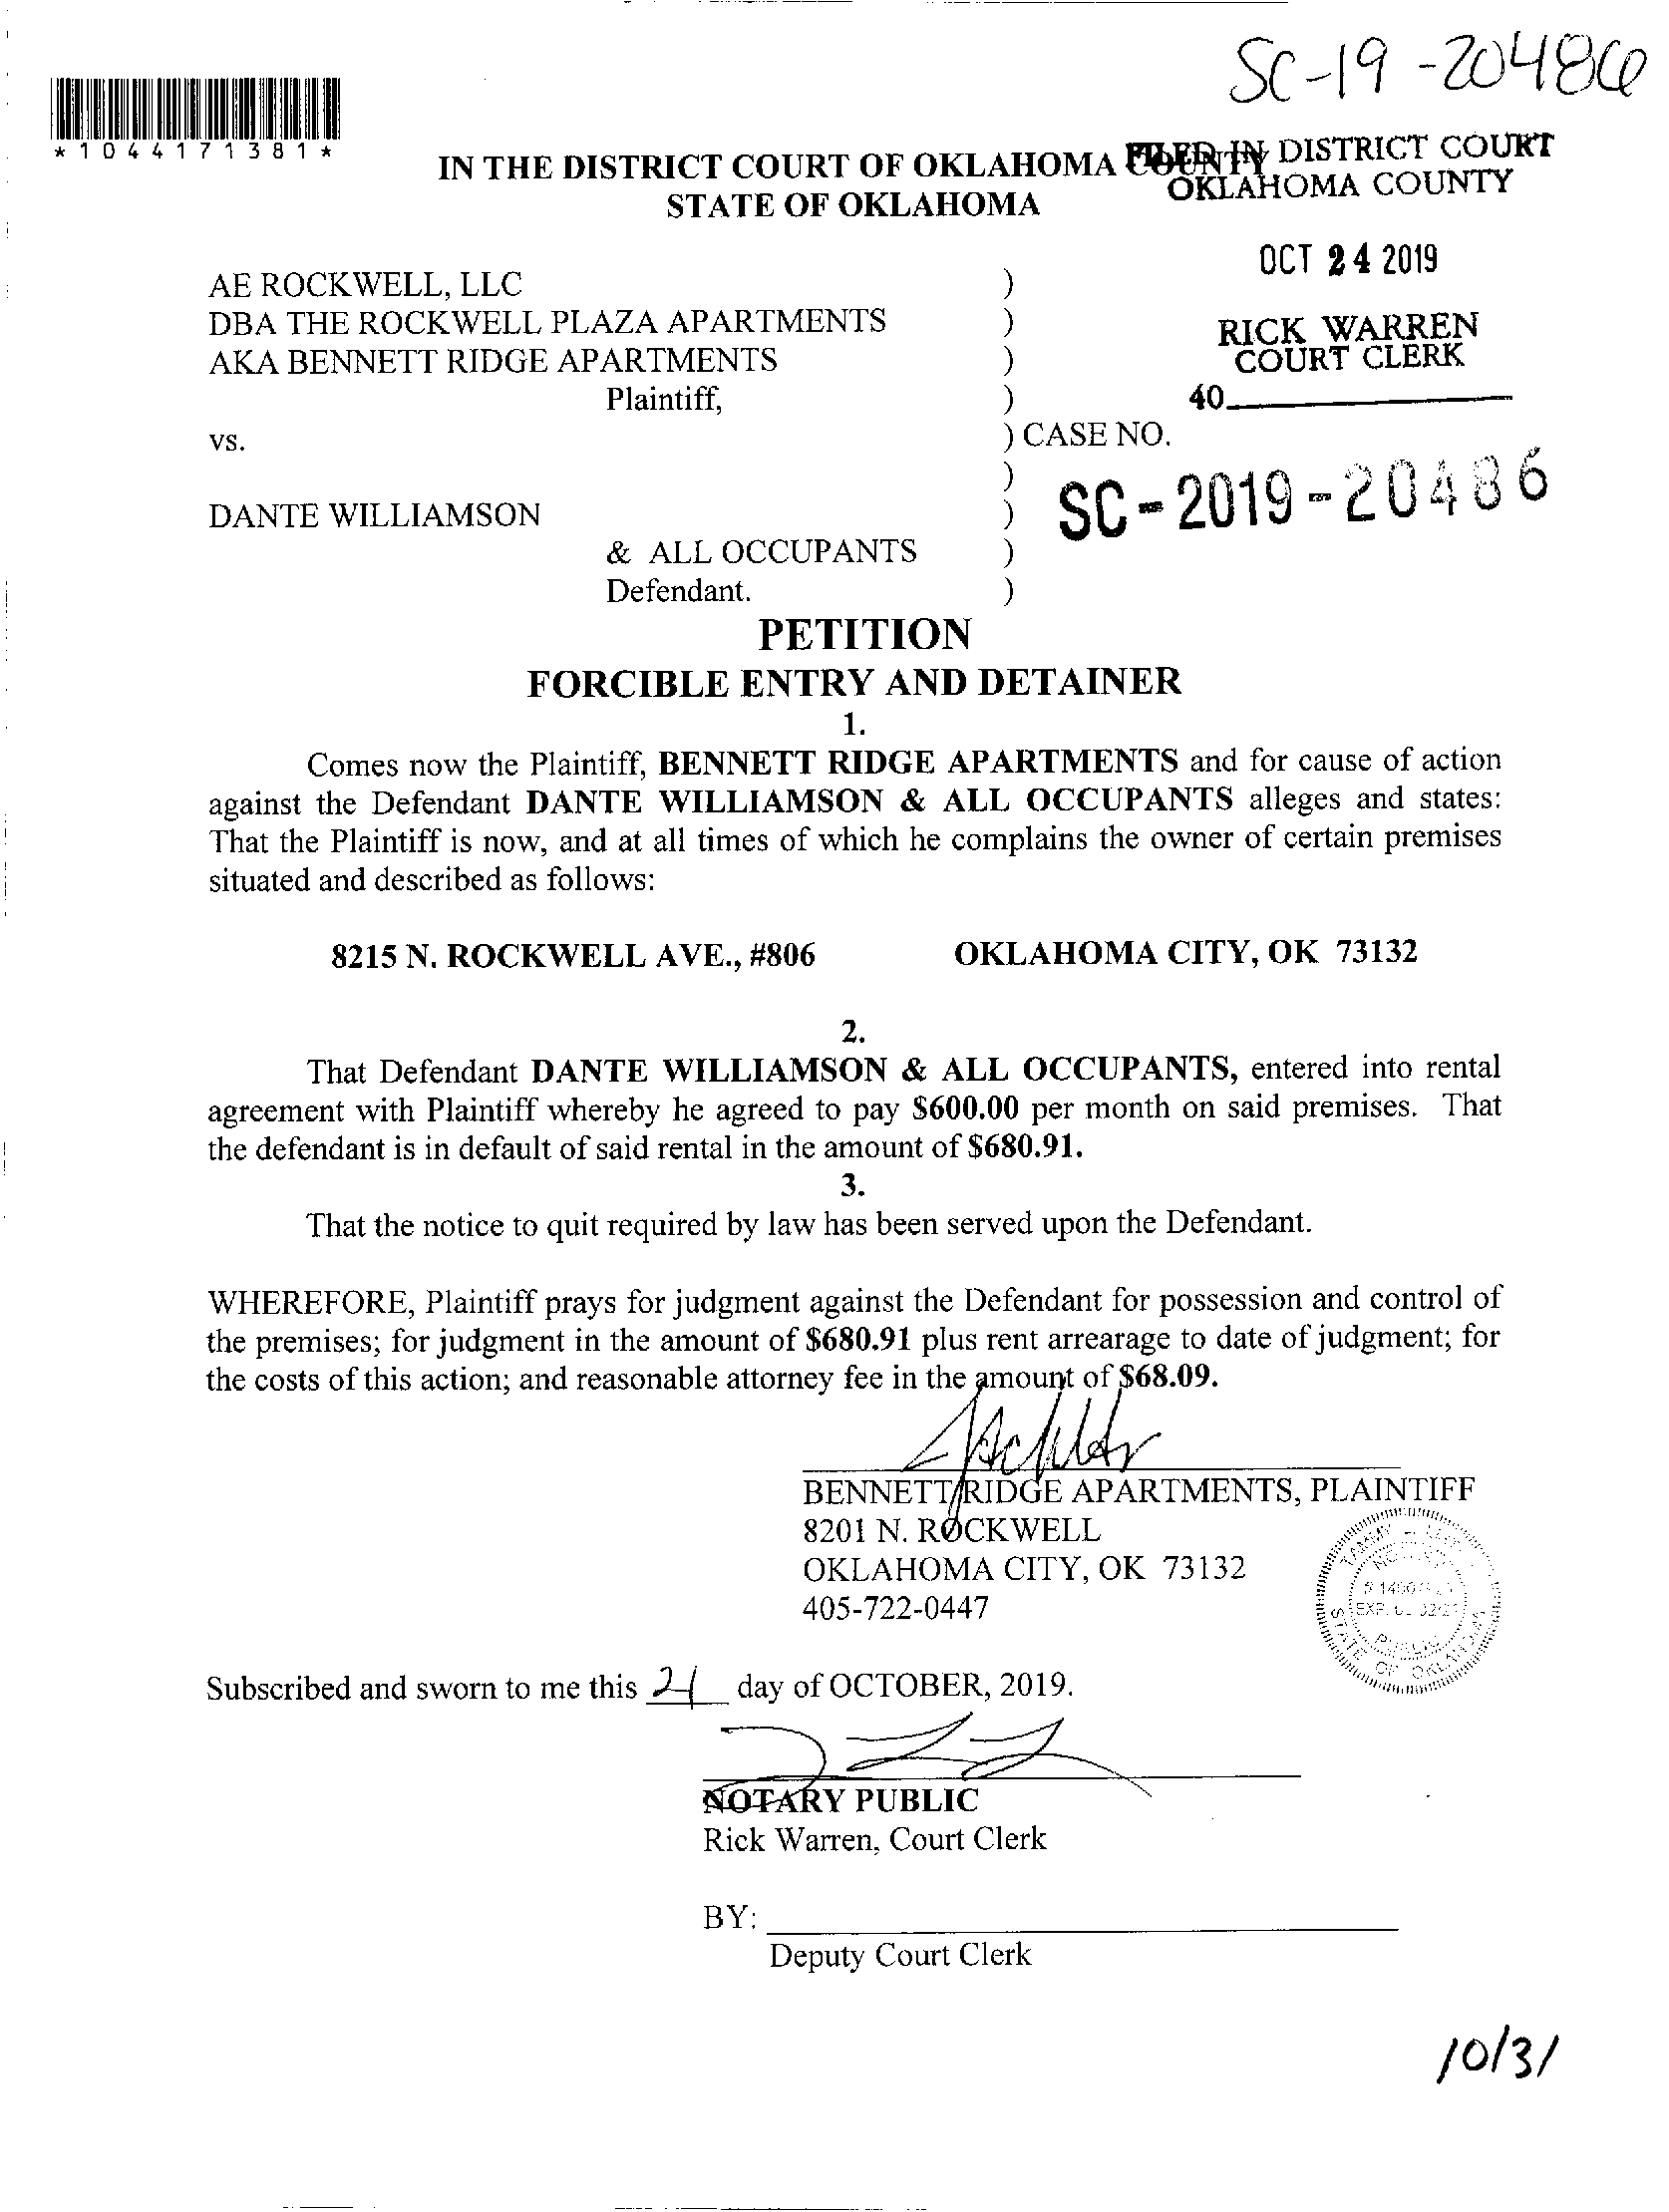 SC-19-20486
*1044171381*
IN THE DISTRICT COURT OF OKLAHOMA COUNTY
STATE OF OKLAHOMA
FILED IN DISTRICT COURT
OKLAHOMA COUNTY
OCT 24 2019
RICK WARREN
COURT CLERK
40
AE ROCKWELL, LLC )
DBA THE ROCKWELL PLAZA APARTMENTS )
AKA BENNETT RIDGE APARTMENTS )
Plaintiff, )
vs. ) CASE NO.
)
SC-2019-20486
DANTE WILLIAMSON )
& ALL OCCUPANTS )
Defendant. )
PETITION
FORCIBLE ENTRY AND DETAINER
1.
Comes now the Plaintiff, BENNETT RIDGE APARTMENTS and for cause of action
against the Defendant DANTE WILLIAMSON & ALL OCCUPANTS alleges and states:
That the Plaintiff is now, and at all times of which he complains the owner of certain premises
situated and described as follows:
8215 N. ROCKWELL AVE., #806 OKLAHOMA CITY, OK 73132
2.
That Defendant DANTE WILLIAMSON & ALL OCCUPANTS, entered into rental
agreement with Plaintiff whereby he agreed to pay $600.00 per month on said premises. That
the defendant is in default of said rental in the amount of $680.91.
3.
That the notice to quit required by law has been served upon the Defendant.
WHEREFORE, Plaintiff prays for judgment against the Defendant for possession and control of
the premises; for judgment in the amount of $680.91 plus rent arrearage to date of judgment; for
the costs of this action; and reasonable attorney fee in the amount of $68.09.
BENNETT RIDGE APARTMENTS, PLAINTIFF
8201 N. ROCKWELL
OKLAHOMA CITY, OK 73132
405-722-0447
TAMMY
PUBLIC
STATE OF OKLAHOMA
Subscribed and sworn to me this 21 day of OCTOBER, 2019.
NOTARY PUBLIC
Rick Warren, Court Clerk
BY:
Deputy Court Clerk
10/31